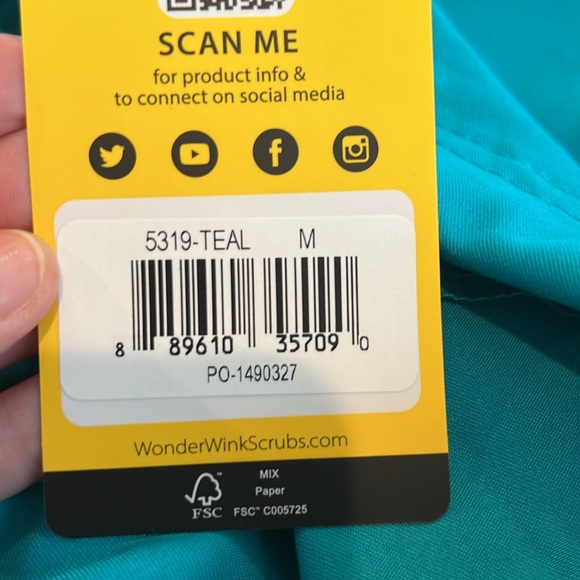 SCAN ME
for product info &
to connect on social media
5319-TEAL M
8 89610 35709 0
PO-1490327
WonderWinkScrubs.com
MIX
Paper
FSC™ C005725
FSC